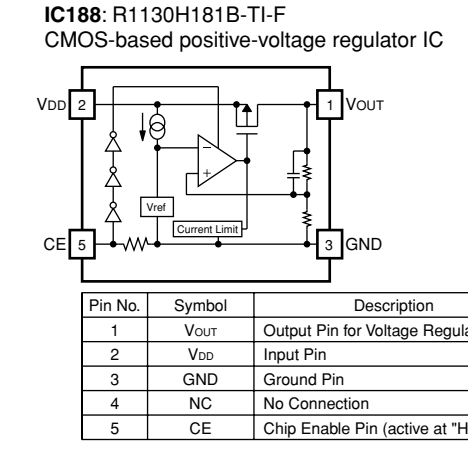 IC188: R1130H181B-TI-F
CMOS-based positive-voltage regulator IC
VDD 2
1 VOUT
Vref
Current Limit
CE 5
3 GND
Pin No. Symbol Description
1 VOUT Output Pin for Voltage
2 VDD Input Pin
3 GND Ground Pin
4 NC No Connection
5 CE Chip Enable Pin (active at "H